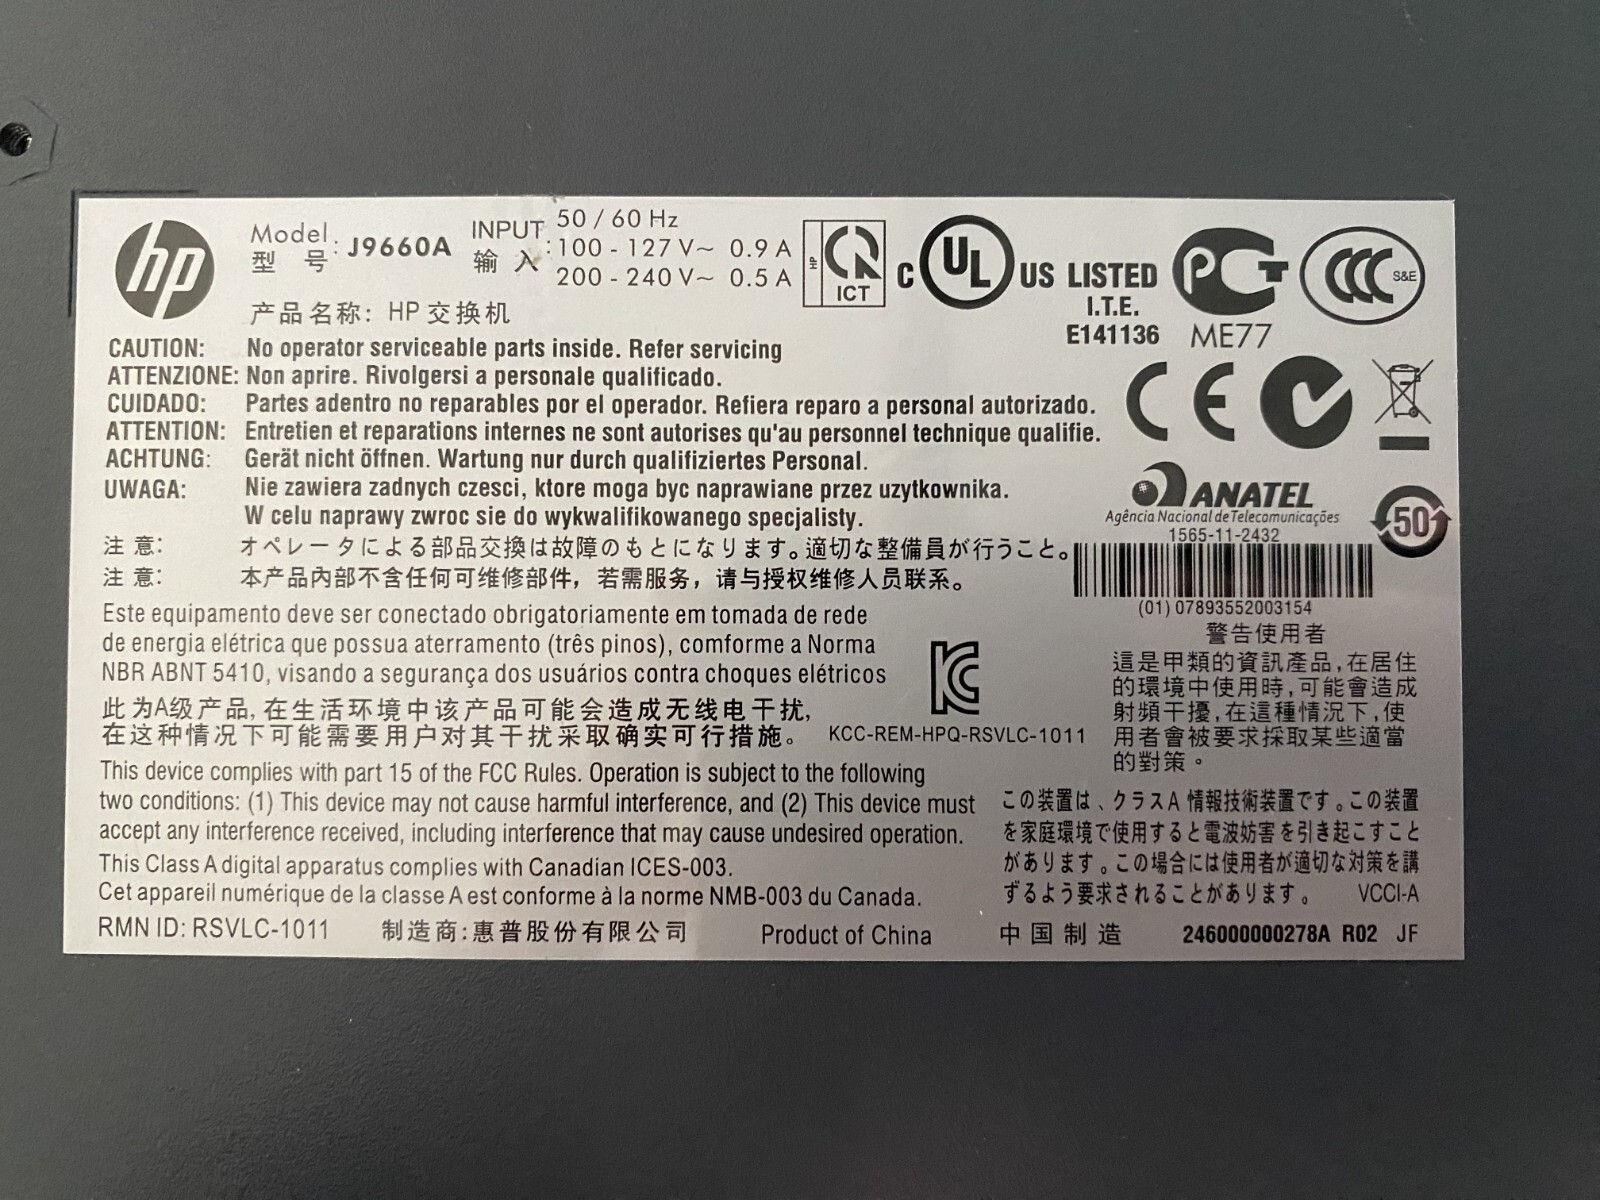 hp
Model
型 号 : J9660A
INPUT
输 入 :
50 / 60 Hz
100 - 127 V~ 0.9 A
200 - 240 V~ 0.5 A
产品名称: HP 交换机
HP
ICT
C UL US LISTED
I.T.E.
E141136
PCT
ME77
CCC S&E
CAUTION: No operator serviceable parts inside. Refer servicing
ATTENZIONE: Non aprire. Rivolgersi a personale qualificado.
CUIDADO: Partes adentro no reparables por el operador. Refiera reparo a personal autorizado.
ATTENTION: Entretien et reparations internes ne sont autorises qu'au personnel technique qualifie.
ACHTUNG: Gerät nicht öffnen. Wartung nur durch qualifiziertes Personal.
UWAGA: Nie zawiera zadnych czesci, ktore moga byc naprawiane przez uzytkownika.
W celu naprawy zwroc sie do wykwalifikowanego specjalisty.
注 意: オペレータによる部品交換は故障のもとになります。適切な整備員が行うこと。
注 意: 本产品内部不含任何可维修部件，若需服务，请与授权维修人员联系。
CE
ANATEL
Agência Nacional de Telecomunicações
1565-11-2432
50
(01) 07893552003154
Este equipamento deve ser conectado obrigatoriamente em tomada de rede
de energia elétrica que possua aterramento (três pinos), comforme a Norma
NBR ABNT 5410, visando a segurança dos usuários contra choques elétricos
此为A级产品, 在生活环境中该产品可能会造成无线电干扰,
在这种情况下可能需要用户对其干扰采取确实可行措施。
KC
KCC-REM-HPQ-RSVLC-1011
警告使用者
這是甲類的資訊產品,在居住
的環境中使用時,可能會造成
射頻干擾,在這種情況下,使
用者會被要求採取某些適當
的對策。
This device complies with part 15 of the FCC Rules. Operation is subject to the following
two conditions: (1) This device may not cause harmful interference, and (2) This device must
accept any interference received, including interference that may cause undesired operation.
This Class A digital apparatus complies with Canadian ICES-003.
Cet appareil numérique de la classe A est conforme à la norme NMB-003 du Canada.
この装置は、クラスA 情報技術装置です。この装置
を家庭環境で使用すると電波妨害を引き起こすこと
があります。この場合には使用者が適切な対策を講
ずるよう要求されることがあります。 VCCI-A
RMN ID: RSVLC-1011 制造商:惠普股份有限公司 Product of China 中国制造 246000000278A R02 JF